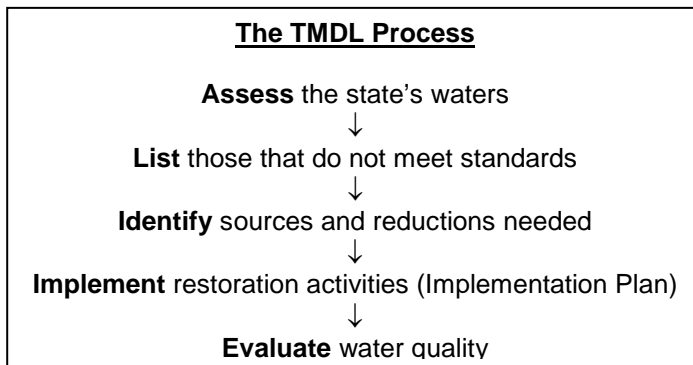 The TMDL Process
Assess the state’s waters
↓
List those that do not meet standards
↓
Identify sources and reductions needed
↓
Implement restoration activities (Implementation Plan)
↓
Evaluate water quality